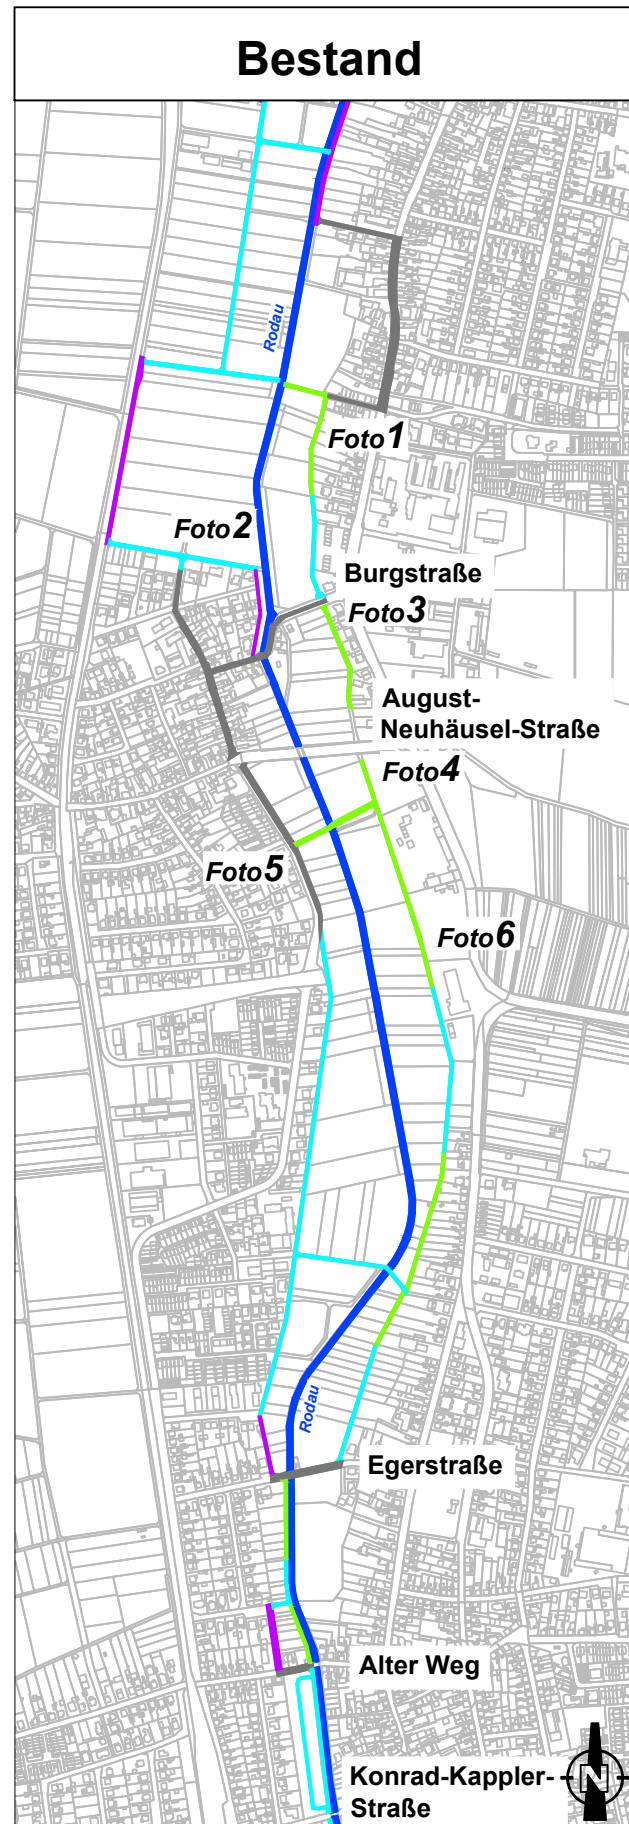 Bestand
Rodau
Foto1
Foto2
Burgstraße
Foto3
August-
Neuhäusel-Straße
Foto4
Foto5
Foto6
Rodau
Egerstraße
Alter Weg
Konrad-Kappler-
Straße
N